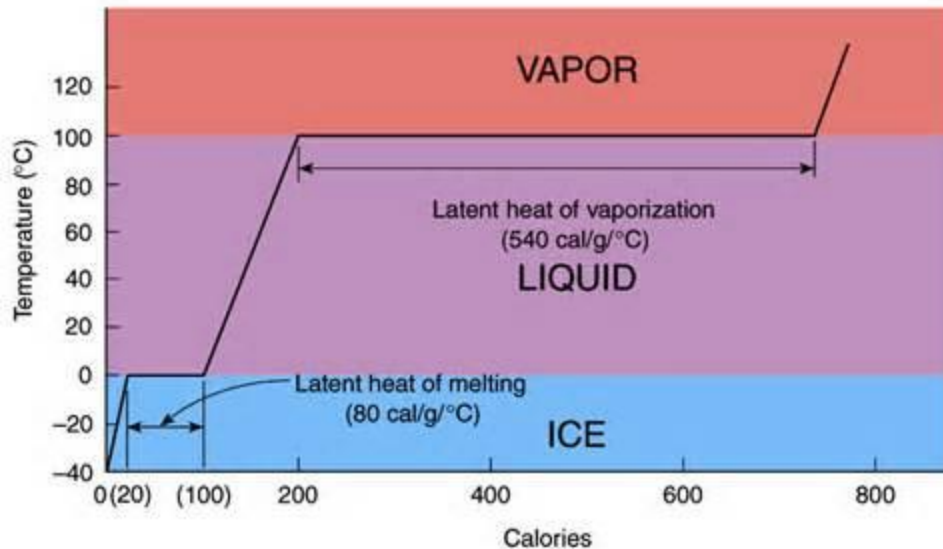 VAPOR
120
100
80
60
40
20
0
–20
–40
Temperature (°C)
Latent heat of vaporization
(540 cal/g/°C)
LIQUID
Latent heat of melting
(80 cal/g/°C)
ICE
0 (20) (100) 200 400 600 800
Calories